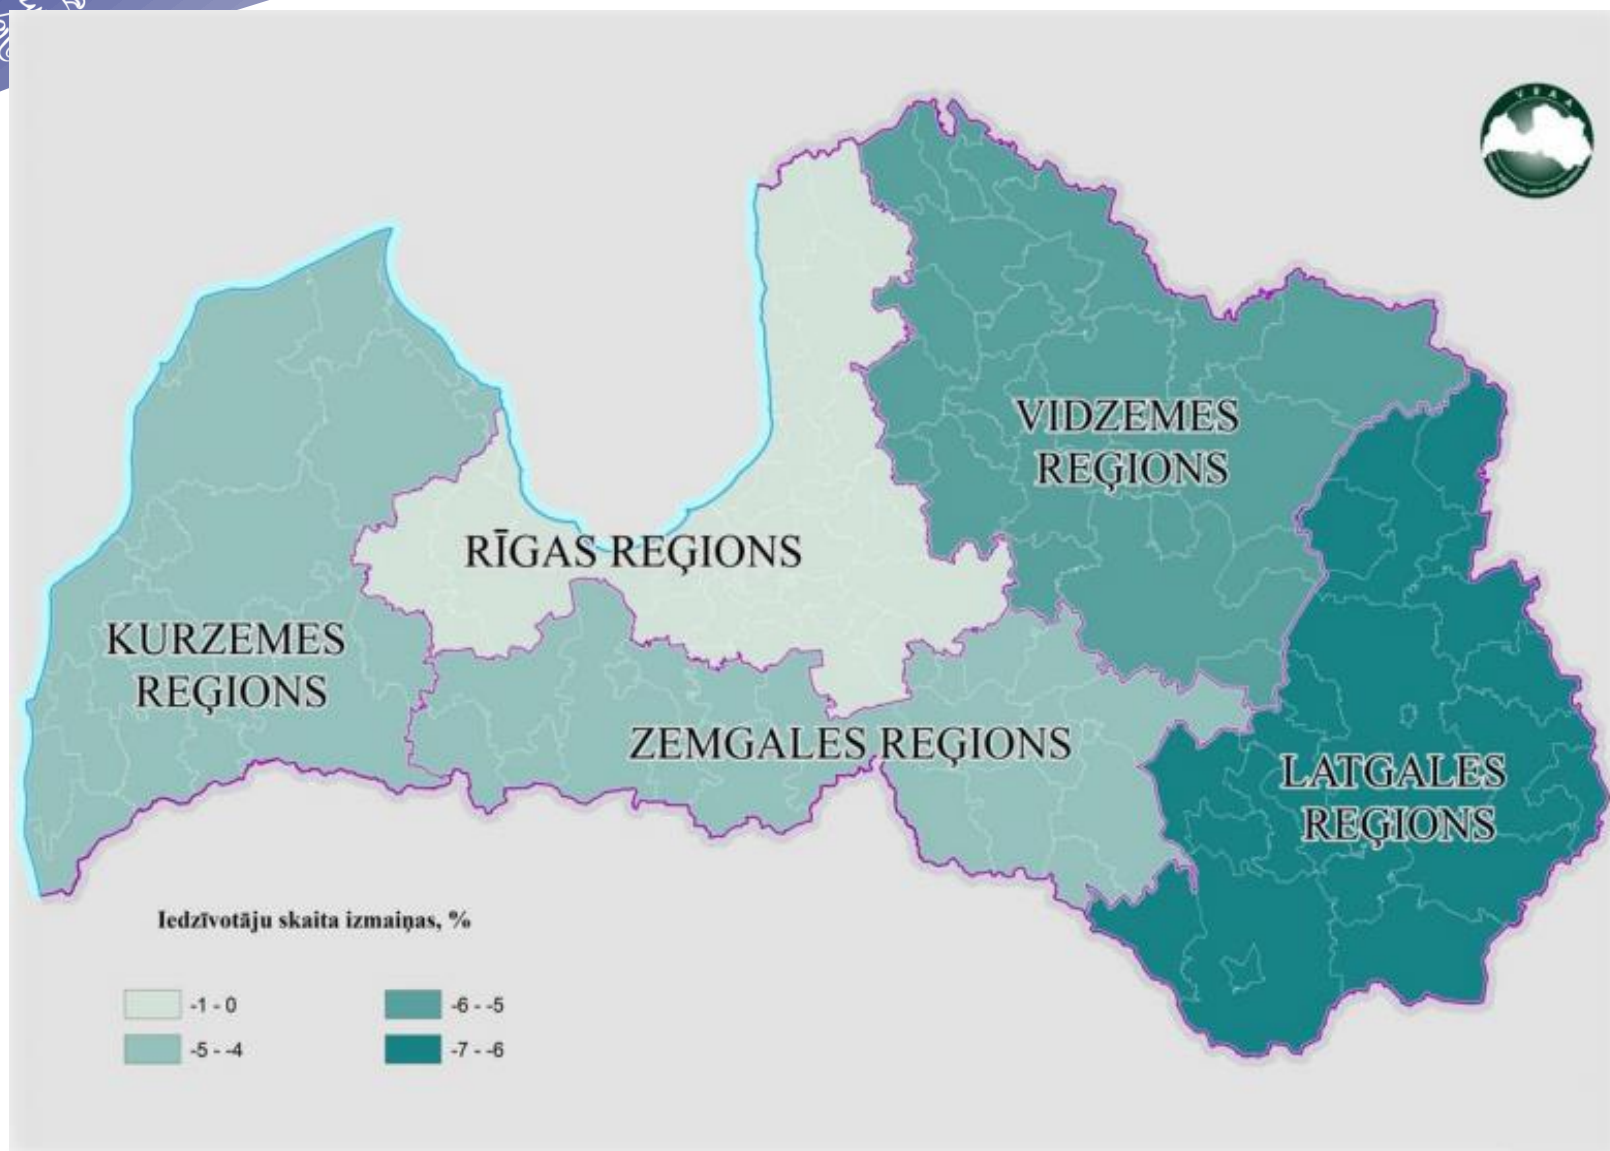 VRAA
VIDZEMES
REĢIONS
RĪGAS REĢIONS
KURZEMES
REĢIONS
ZEMGALES REĢIONS
LATGALES
REĢIONS
Iedzīvotāju skaita izmaiņas, %
-1 - 0
-6 - -5
-5 - -4
-7 - -6